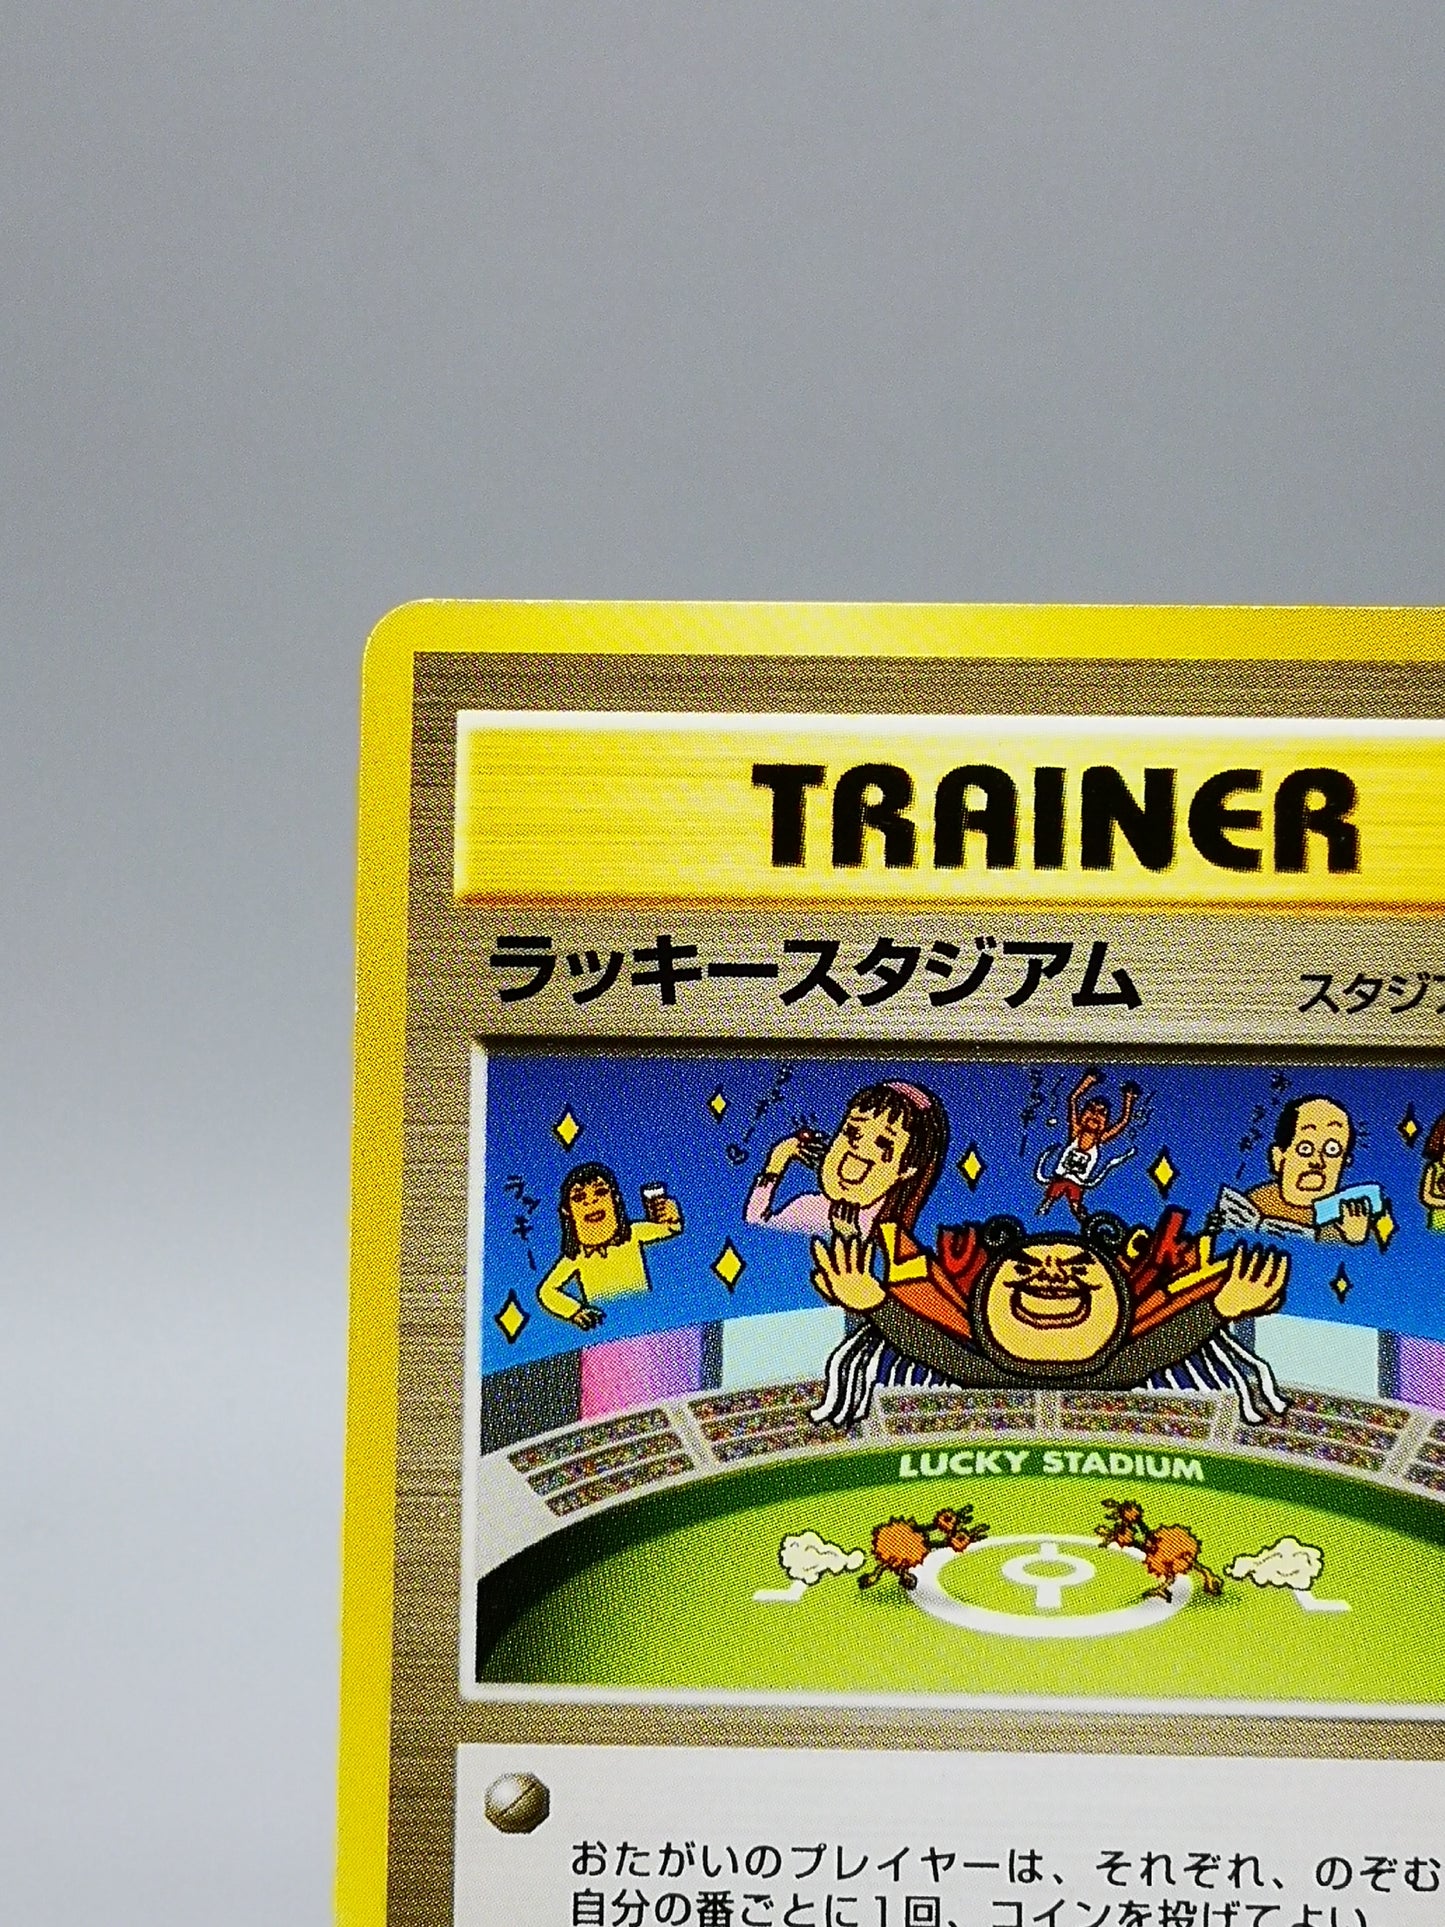 TRAINER
ラッキースタジアム
スタジア
ラッキー
LUCKY STADIUM
おたがいのプレイヤーは、それぞれ、のぞむ
自分の番ごとに1回、コインを投げてよい